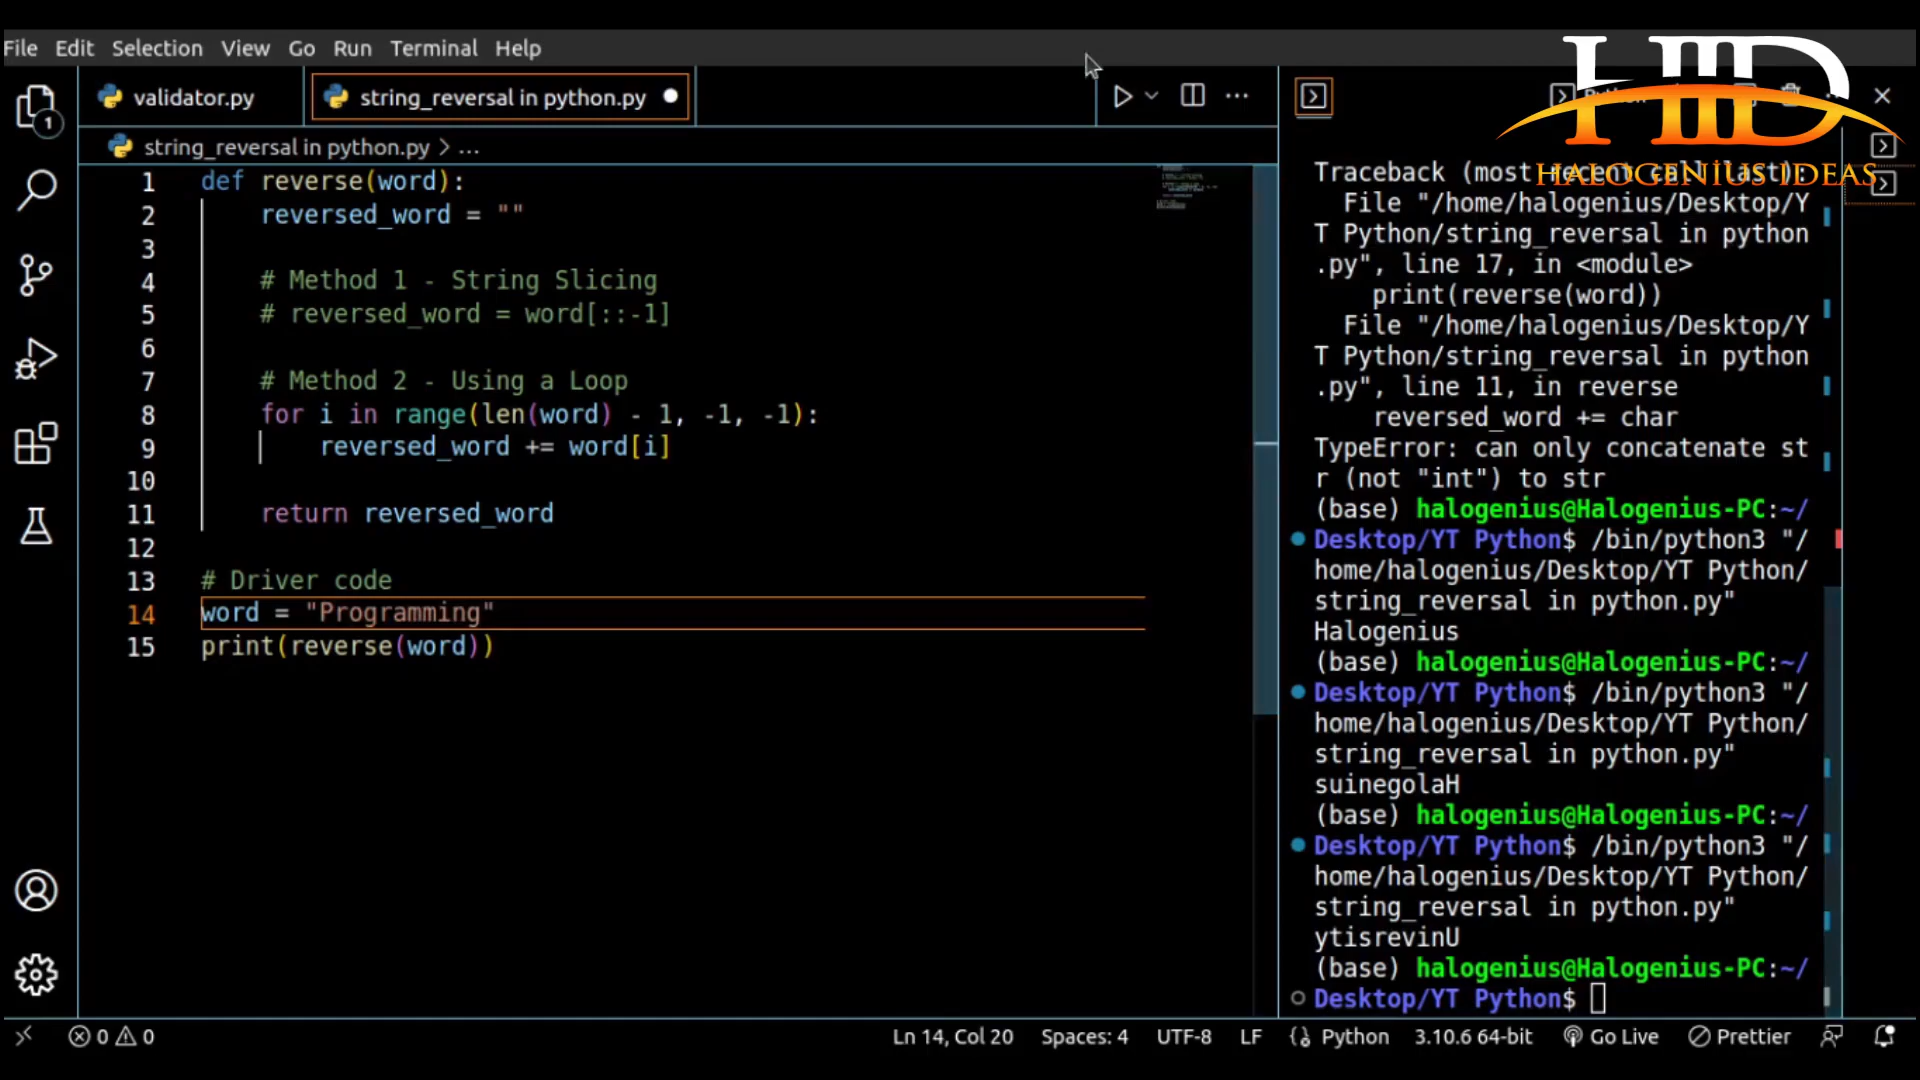 File Edit Selection View Go Run Terminal Help
HID
HALOGENIUS IDEAS
validator.py
string_reversal in python.py
string_reversal in python.py > ...
1 def reverse(word):
2 reversed_word = ""
3
4 # Method 1 - String Slicing
5 # reversed_word = word[::-1]
6
7 # Method 2 - Using a Loop
8 for i in range(len(word) - 1, -1, -1):
9 reversed_word += word[i]
10
11 return reversed_word
12
13 # Driver code
14 word = "Programming"
15 print(reverse(word))
Python
Traceback (most recent call last):
File "/home/halogenius/Desktop/Y
T Python/string_reversal in python
.py", line 17, in <module>
print(reverse(word))
File "/home/halogenius/Desktop/Y
T Python/string_reversal in python
.py", line 11, in reverse
reversed_word += char
TypeError: can only concatenate st
r (not "int") to str
(base) halogenius@Halogenius-PC:~/
Desktop/YT Python$ /bin/python3 "/
home/halogenius/Desktop/YT Python/
string_reversal in python.py"
Halogenius
(base) halogenius@Halogenius-PC:~/
Desktop/YT Python$ /bin/python3 "/
home/halogenius/Desktop/YT Python/
string_reversal in python.py"
suinegolaH
(base) halogenius@Halogenius-PC:~/
Desktop/YT Python$ /bin/python3 "/
home/halogenius/Desktop/YT Python/
string_reversal in python.py"
ytisrevinU
(base) halogenius@Halogenius-PC:~/
Desktop/YT Python$
1
0 0 Ln 14, Col 20 Spaces: 4 UTF-8 LF Python 3.10.6 64-bit Go Live Prettier